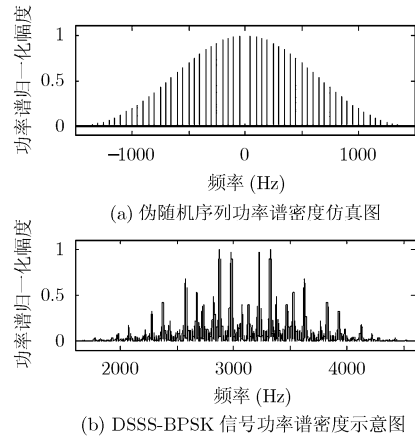 功率谱归一化幅度
1
0.5
0
−1000 0 1000
频率 (Hz)
(a) 伪随机序列功率谱密度仿真图
功率谱归一化幅度
1
0.5
0
2000 3000 4000
频率 (Hz)
(b) DSSS-BPSK 信号功率谱密度示意图